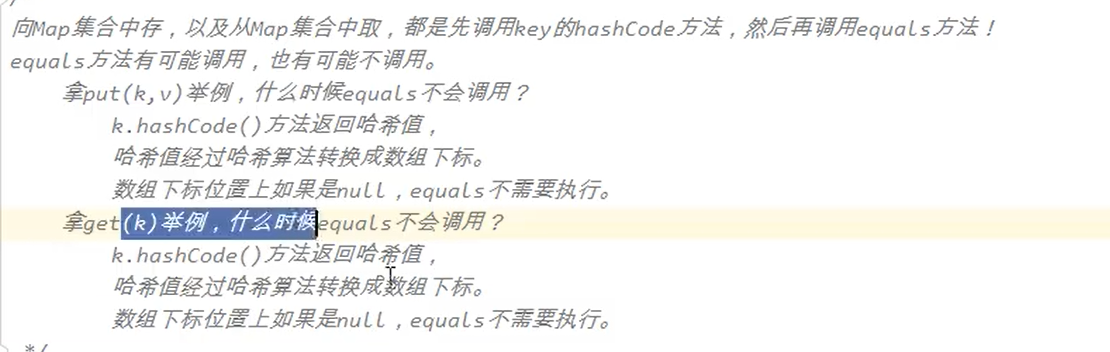 向Map集合中存，以及从Map集合中取，都是先调用key的hashCode方法，然后再调用equals方法！
equals方法有可能调用，也有可能不调用。
拿put(k,v)举例，什么时候equals不会调用？
k.hashCode()方法返回哈希值，
哈希值经过哈希算法转换成数组下标。
数组下标位置上如果是null，equals不需要执行。
拿get(k)举例，什么时候equals不会调用？
k.hashCode()方法返回哈希值，
哈希值经过哈希算法转换成数组下标。
数组下标位置上如果是null，equals不需要执行。
*/